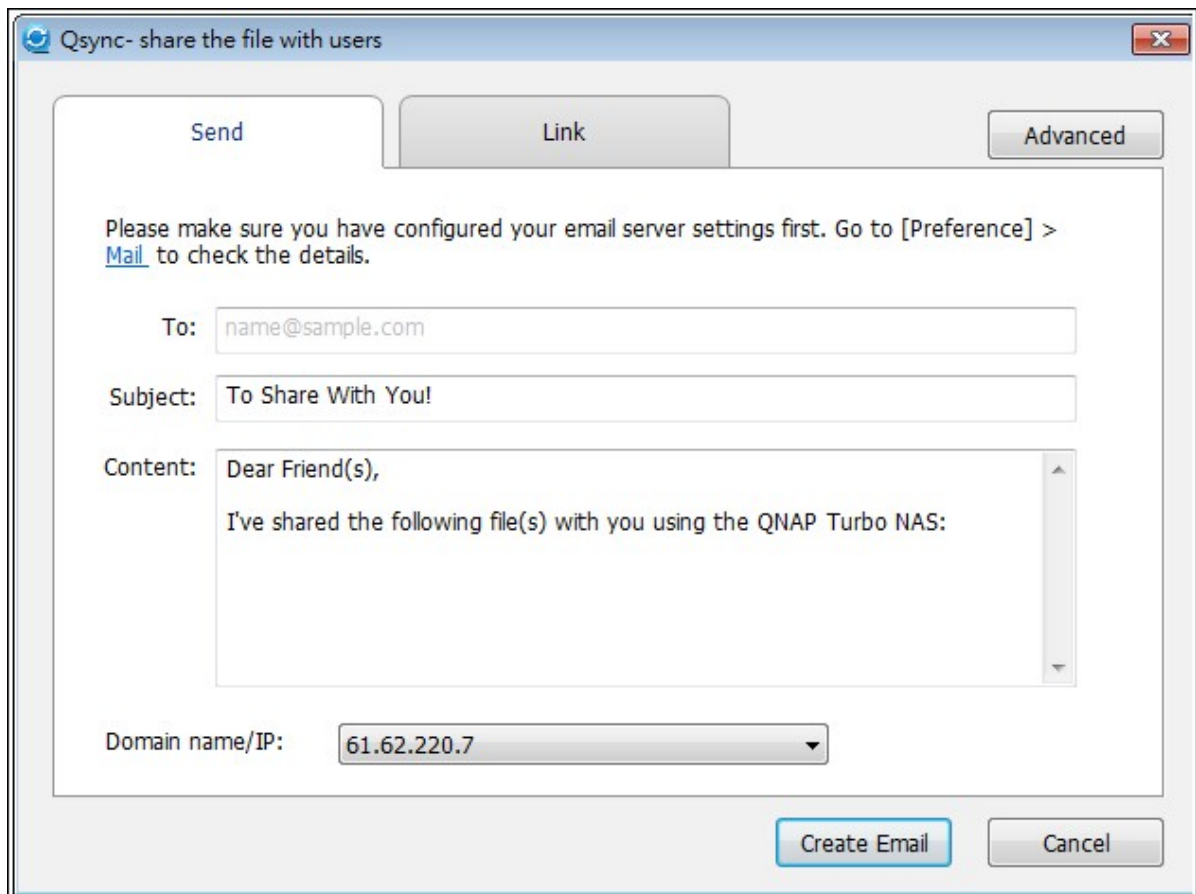 Qsync- share the file with users
Send
Link
Advanced
Please make sure you have configured your email server settings first. Go to [Preference] >
Mail to check the details.
To: name@sample.com
Subject: To Share With You!
Content: Dear Friend(s),
I've shared the following file(s) with you using the QNAP Turbo NAS:
Domain name/IP: 61.62.220.7
Create Email
Cancel